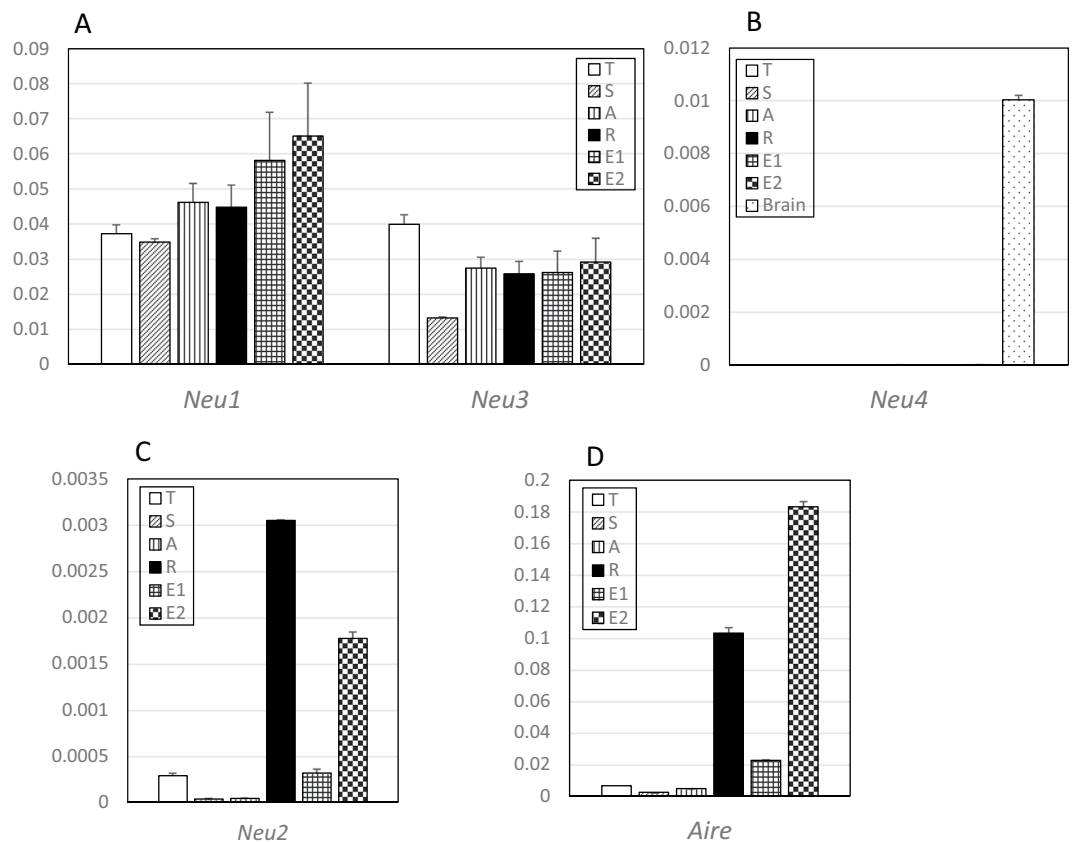 A
0.09
0.08
0.07
0.06
0.05
0.04
0.03
0.02
0.01
0
T
S
A
R
E1
E2
Neu1
Neu3
B
0.012
0.01
0.008
0.006
0.004
0.002
0
T
S
A
R
E1
E2
Brain
Neu4
C
0.0035
0.003
0.0025
0.002
0.0015
0.001
0.0005
0
T
S
A
R
E1
E2
Neu2
D
0.2
0.18
0.16
0.14
0.12
0.1
0.08
0.06
0.04
0.02
0
T
S
A
R
E1
E2
Aire